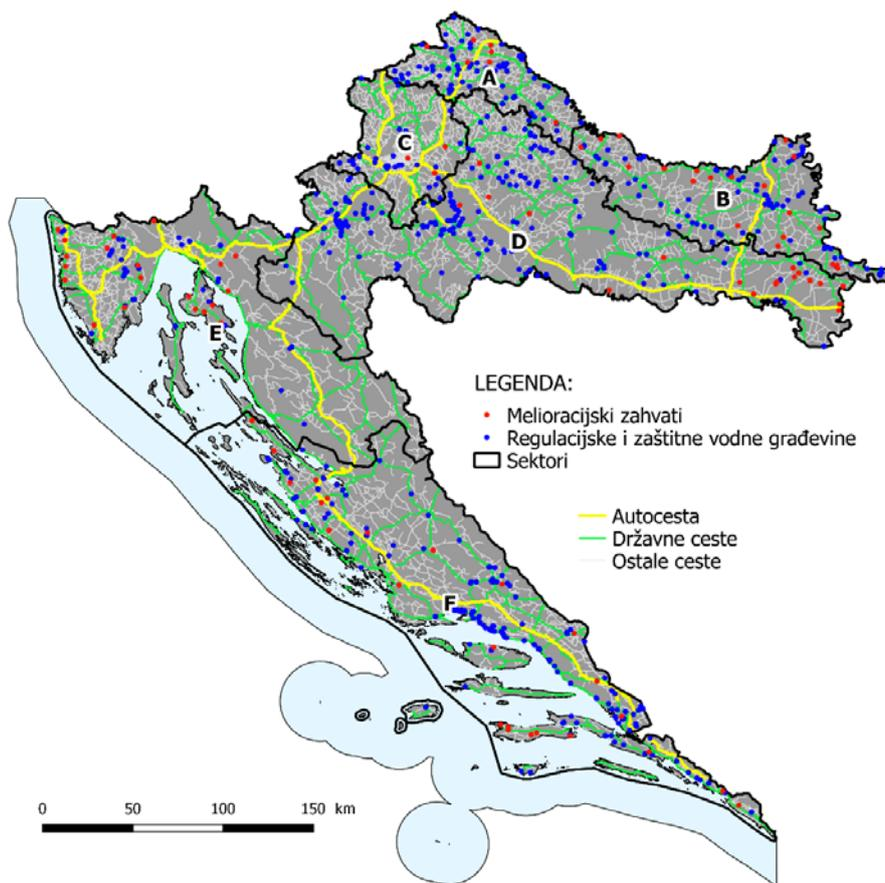 A
C
B
D
E
LEGENDA:
Melioracijski zahvati
Regulacijske i zaštitne vodne građevine
Sektori
Autocesta
Državne ceste
Ostale ceste
F
0 50 100 150 km